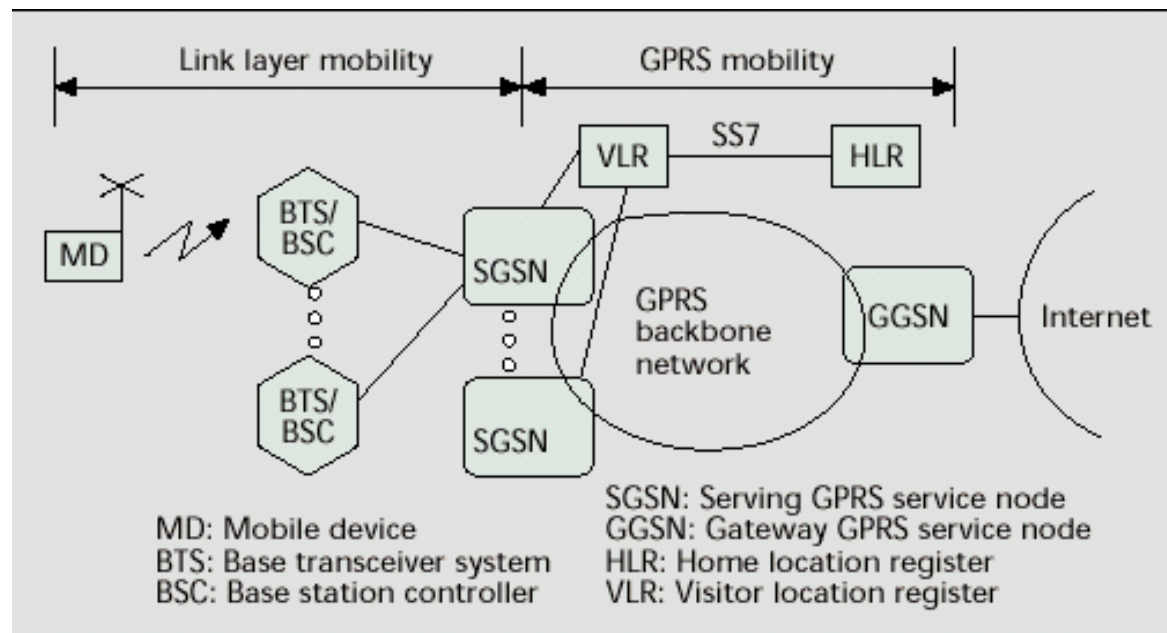 Link layer mobility
GPRS mobility
VLR
SS7
HLR
MD
BTS/
BSC
SGSN
GPRS
backbone
network
GGSN
Internet
BTS/
BSC
SGSN
MD: Mobile device
BTS: Base transceiver system
BSC: Base station controller
SGSN: Serving GPRS service node
GGSN: Gateway GPRS service node
HLR: Home location register
VLR: Visitor location register